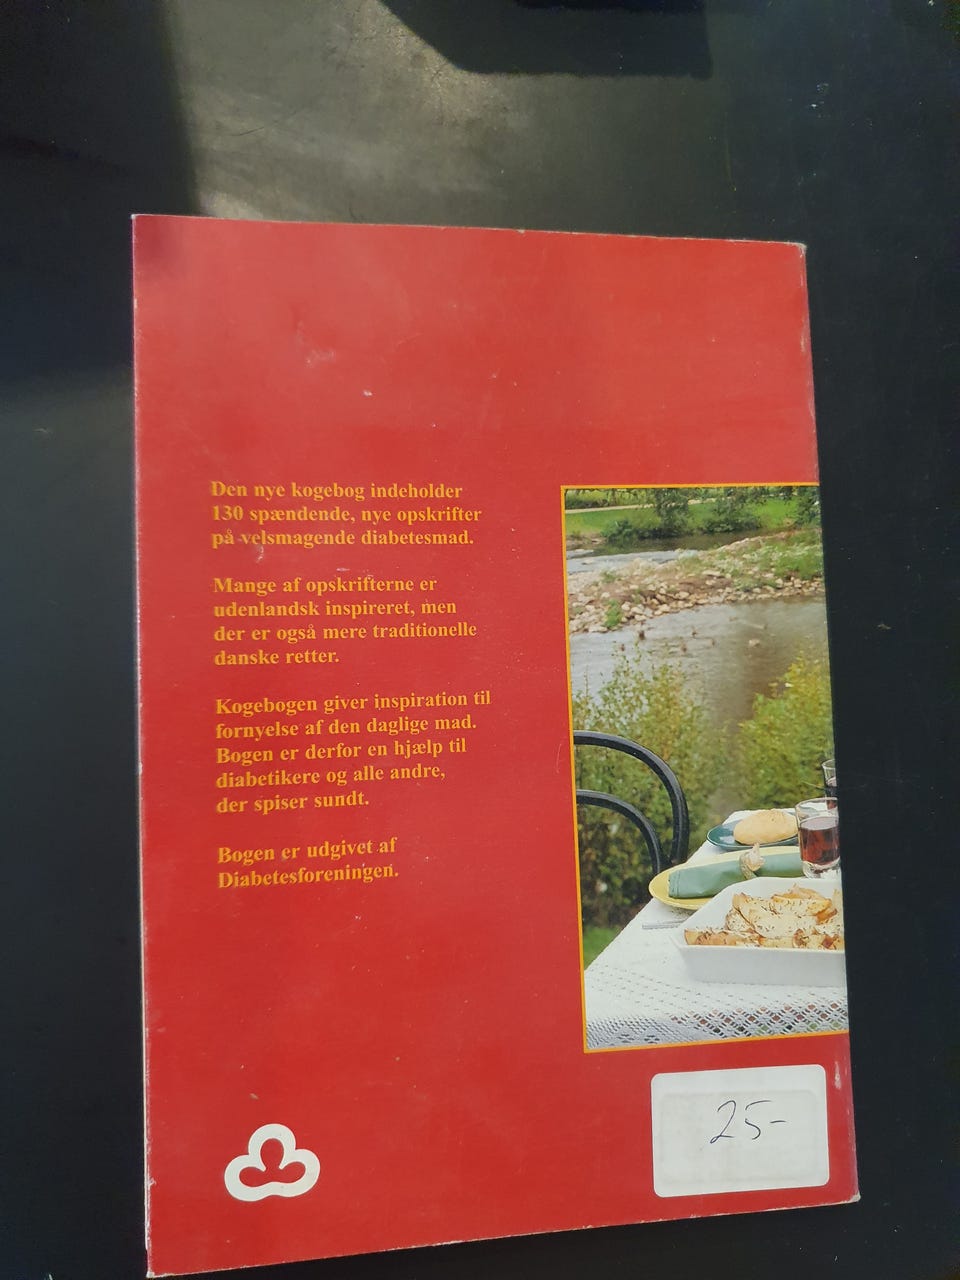 Den nye kogebog indeholder
130 spændende, nye opskrifter
på velsmagende diabetesmad.
Mange af opskrifterne er
udenlandsk inspireret, men
der er også mere traditionelle
danske retter.
Kogebogen giver inspiration til
fornyelse af den daglige mad.
Bogen er derfor en hjælp til
diabetikere og alle andre,
der spiser sundt.
Bogen er udgivet af
Diabetesforeningen.
25-